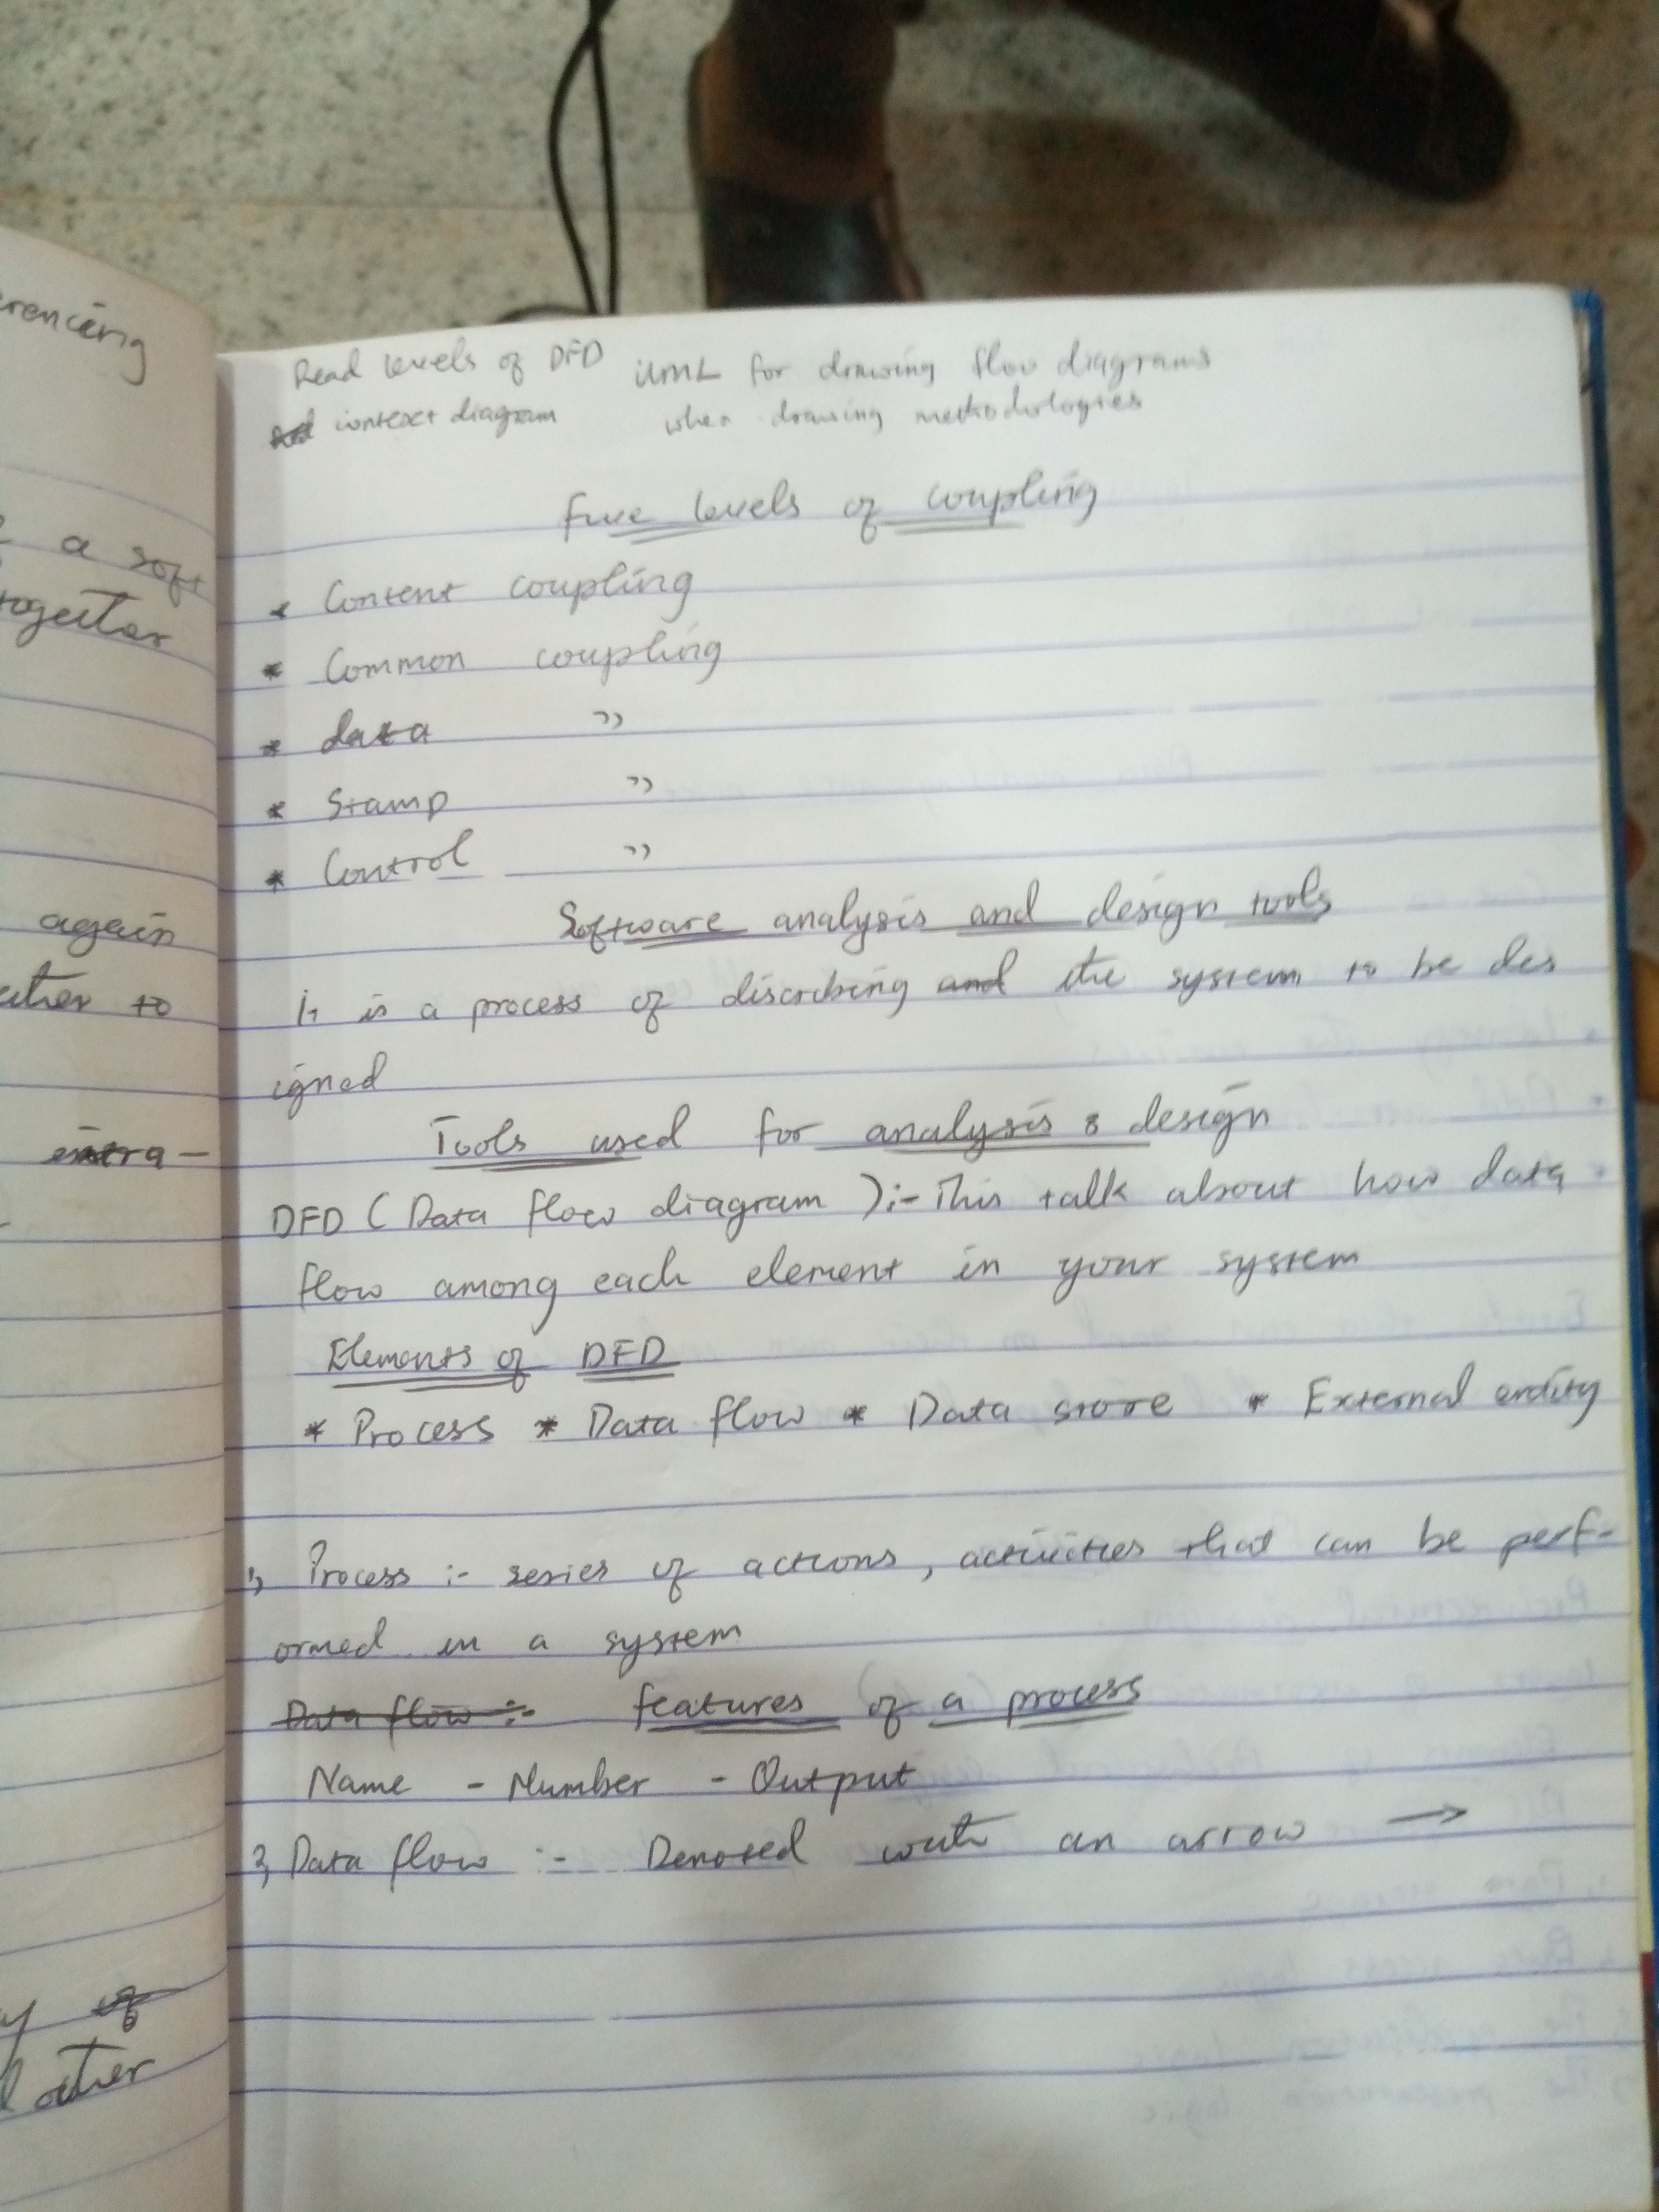 Read levels of DFD
context diagram
UML for drawing flow diagrams
when drawing methodologies
Five levels of coupling
* Content coupling
* Common coupling
* data "
* Stamp "
* Control "
Software analysis and design tools
It is a process of discribing and the system to be des
igned
Tools used for analysis & design
DFD (Data flow diagram):- This talk about how data
flow among each element in your system
Elements of DFD
* Process * Data flow * Data store * External entity
1, Process :- series of actions, activities that can be perf-
ormed in a system
Data flow :- features of a process
Name - Number - Output
2, Data flow :- Denoted with an arrow →
rencing
a soft
again
to
extra-
other